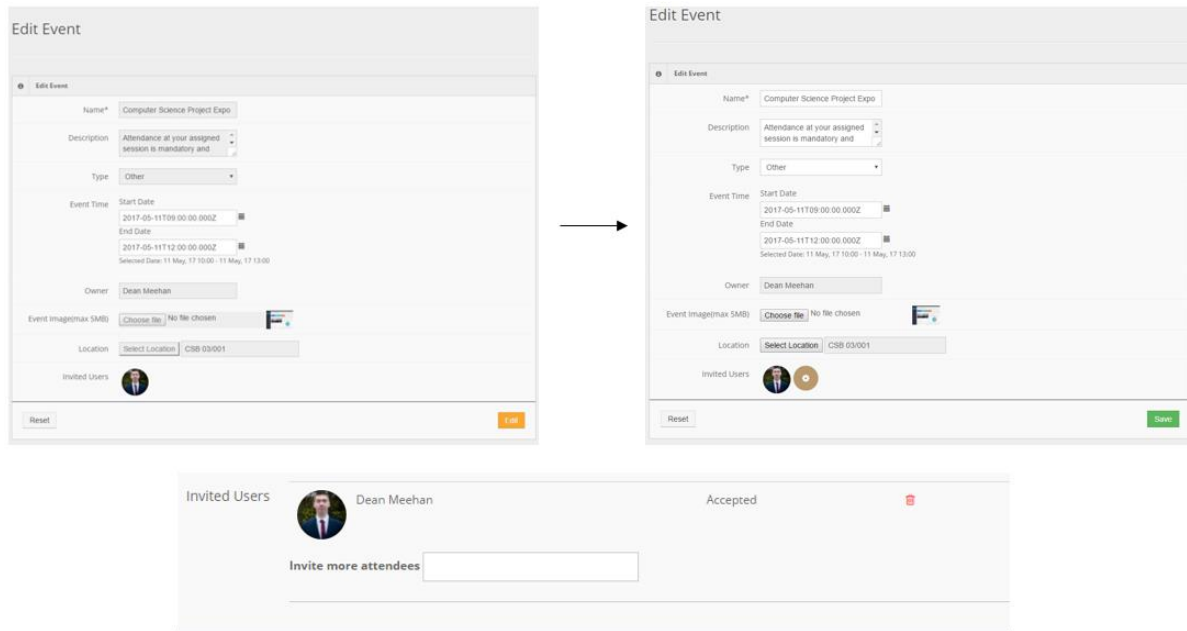 Edit Event
Edit Event
Name* Computer Science Project Expo
Description Attendance at your assigned
session is mandatory and
Type Other
Event Time Start Date
2017-05-11T09:00:00.000Z
End Date
2017-05-11T12:00:00.000Z
Selected Date: 11 May, 17 10:00 - 11 May, 17 13:00
Owner Dean Meehan
Event Image(max 5MB) Choose file No file chosen
Location Select Location CSB 03/001
Invited Users
Reset Edit
Edit Event
Edit Event
Name* Computer Science Project Expo
Description Attendance at your assigned
session is mandatory and
Type Other
Event Time Start Date
2017-05-11T09:00:00.000Z
End Date
2017-05-11T12:00:00.000Z
Selected Date: 11 May, 17 10:00 - 11 May, 17 13:00
Owner Dean Meehan
Event Image(max 5MB) Choose file No file chosen
Location Select Location CSB 03/001
Invited Users
Reset Save
Invited Users Dean Meehan Accepted
Invite more attendees